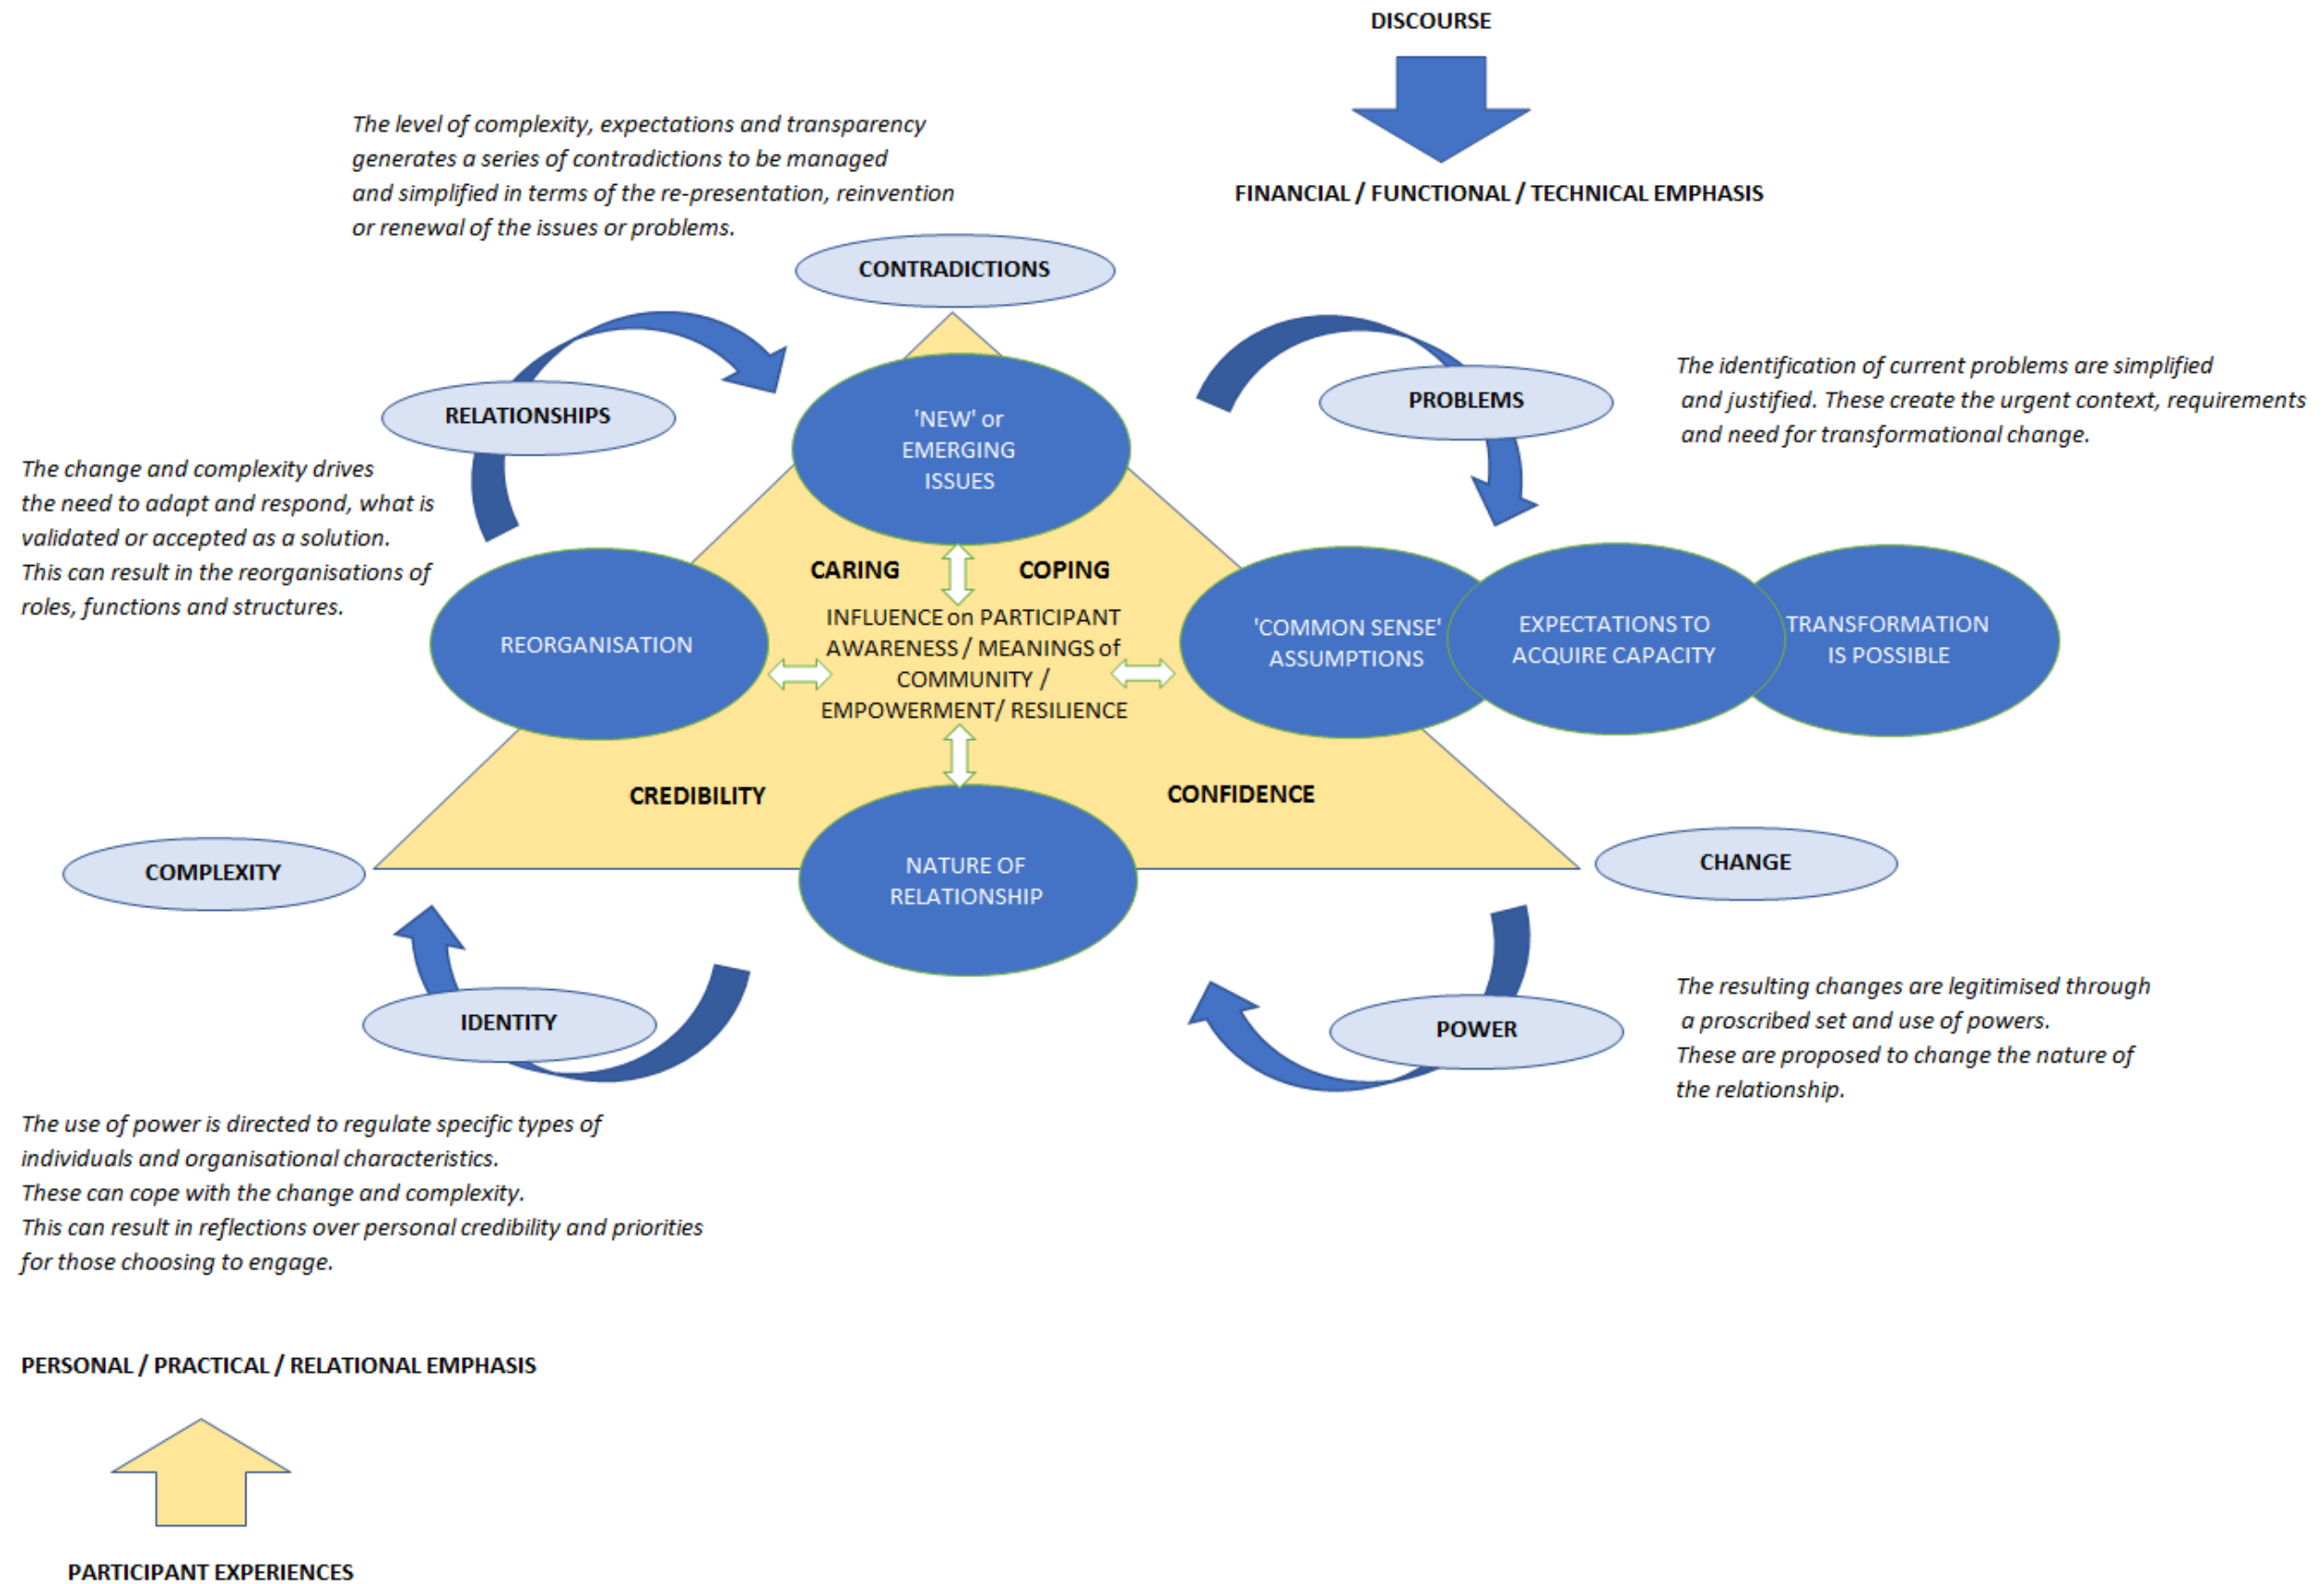 DISCOURSE
FINANCIAL / FUNCTIONAL / TECHNICAL EMPHASIS
The level of complexity, expectations and transparency
generates a series of contradictions to be managed
and simplified in terms of the re-presentation, reinvention
or renewal of the issues or problems.
CONTRADICTIONS
RELATIONSHIPS
PROBLEMS
The identification of current problems are simplified
and justified. These create the urgent context, requirements
and need for transformational change.
'NEW' or
EMERGING
ISSUES
The change and complexity drives
the need to adapt and respond, what is
validated or accepted as a solution.
This can result in the reorganisations of
roles, functions and structures.
CARING
COPING
REORGANISATION
INFLUENCE on PARTICIPANT
AWARENESS / MEANINGS of
COMMUNITY /
EMPOWERMENT/ RESILIENCE
'COMMON SENSE'
ASSUMPTIONS
EXPECTATIONS TO
ACQUIRE CAPACITY
TRANSFORMATION
IS POSSIBLE
CREDIBILITY
CONFIDENCE
COMPLEXITY
NATURE OF
RELATIONSHIP
CHANGE
IDENTITY
POWER
The resulting changes are legitimised through
a proscribed set and use of powers.
These are proposed to change the nature of
the relationship.
The use of power is directed to regulate specific types of
individuals and organisational characteristics.
These can cope with the change and complexity.
This can result in reflections over personal credibility and priorities
for those choosing to engage.
PERSONAL / PRACTICAL / RELATIONAL EMPHASIS
PARTICIPANT EXPERIENCES